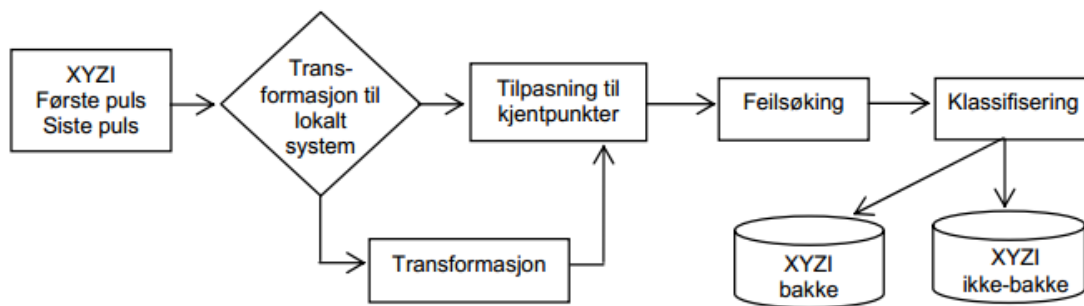 XYZI
Første puls
Siste puls
Trans-
formasjon til
lokalt
system
Tilpasning til
kjentpunkter
Feilsøking
Klassifisering
Transformasjon
XYZI
bakke
XYZI
ikke-bakke